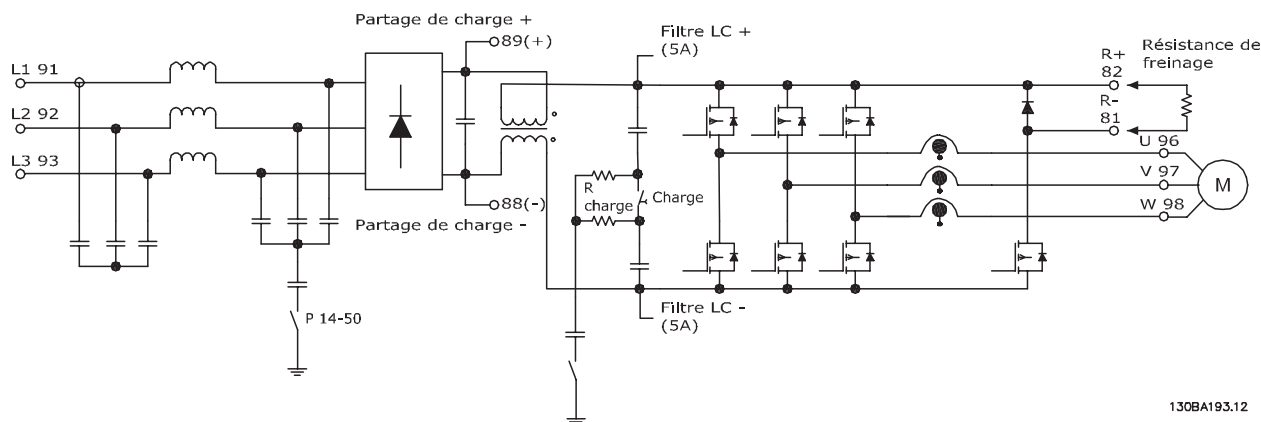 Partage de charge +
89(+)
Filtre LC +
(5A)
R+
82
Résistance de
freinage
L1 91
L2 92
L3 93
R-
81
U 96
V 97
W 98
M
R
charge
Charge
88(-)
Partage de charge -
P 14-50
Filtre LC -
(5A)
130BA193.12